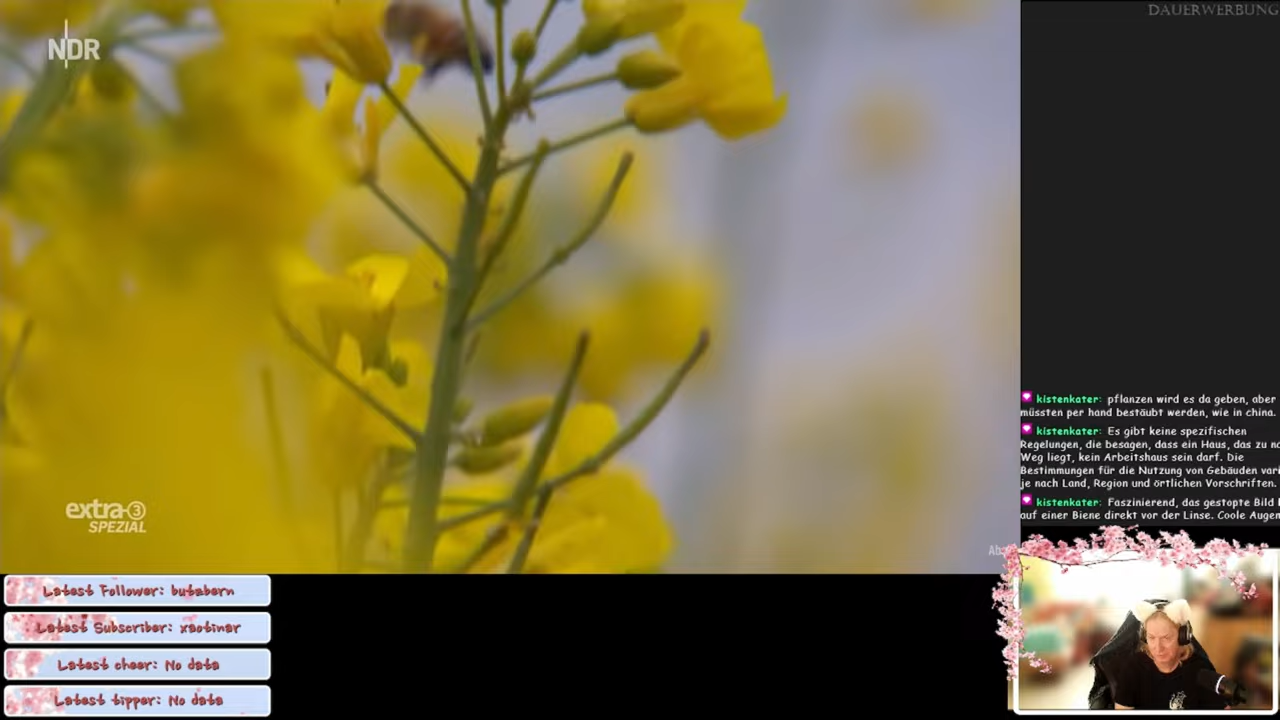 DAUERWERBUNG
NDR
kistenkater: pflanzen wird es da geben, aber
müssten per hand bestäubt werden, wie in china.
kistenkater: Es gibt keine spezifischen
Regelungen, die besagen, dass ein Haus, das zu
Weg liegt, kein Arbeitshaus sein darf. Die
Bestimmungen für die Nutzung von Gebäuden
je nach Land, Region und örtlichen Vorschriften.
kistenkater: Faszinierend, das gestopte Bild
auf einer Biene direkt vor der Linse. Coole
extra 3
SPEZIAL
Latest Follower: butzbern
Latest Subscriber: xaotinar
Latest cheer: No data
Latest tipper: No data